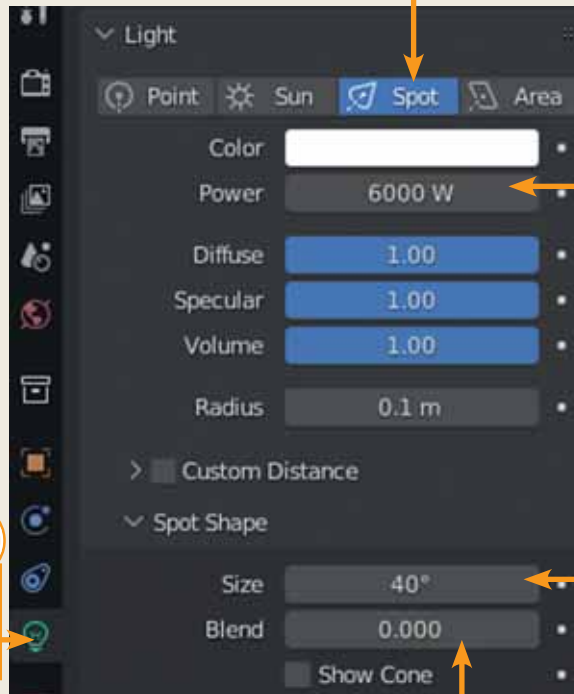 Light
Point Sun Spot Area
Color
Power 6000 W
Diffuse 1.00
Specular 1.00
Volume 1.00
Radius 0.1 m
Custom Distance
Spot Shape
Size 40°
Blend 0.000
Show Cone